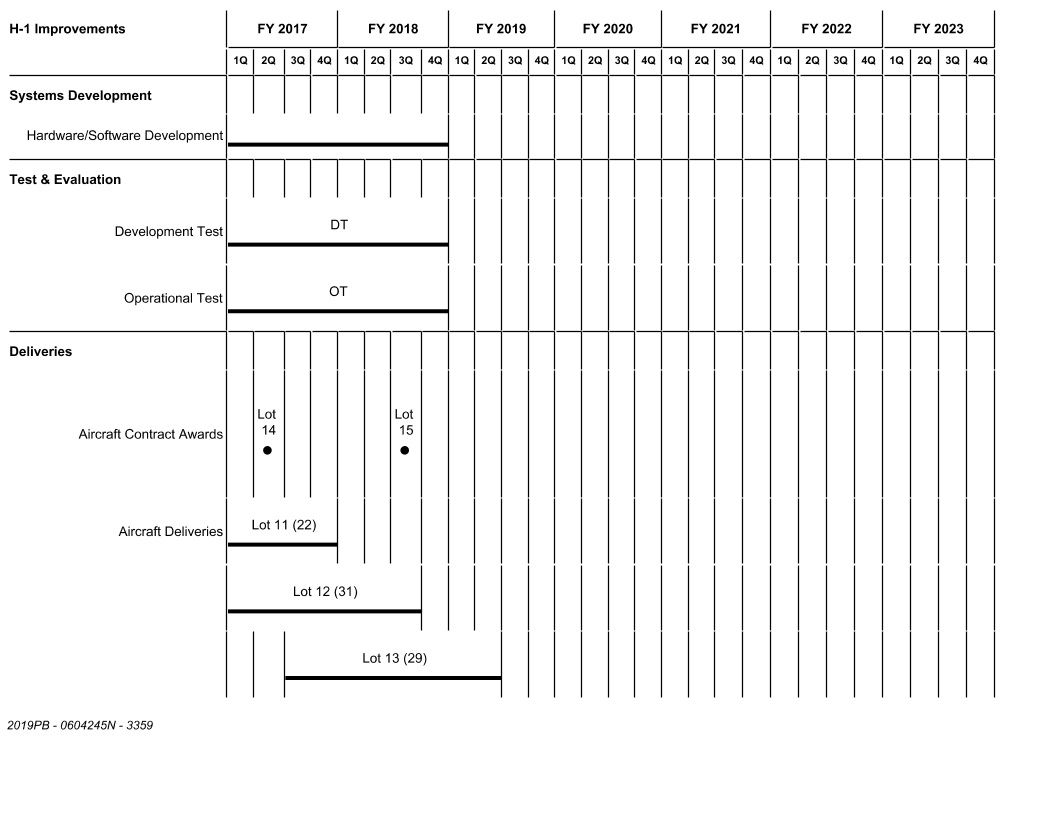 H-1 Improvements FY 2017 FY 2018 FY 2019 FY 2020 FY 2021 FY 2022 FY 2023
1Q 2Q 3Q 4Q 1Q 2Q 3Q 4Q 1Q 2Q 3Q 4Q 1Q 2Q 3Q 4Q 1Q 2Q 3Q 4Q 1Q 2Q 3Q 4Q 1Q 2Q 3Q 4Q
Systems Development
Hardware/Software Development
Test & Evaluation
DT
Development Test
OT
Operational Test
Deliveries
Lot Lot
14 15
Aircraft Contract Awards
Lot 11 (22)
Aircraft Deliveries
Lot 12 (31)
Lot 13 (29)
2019PB - 0604245N - 3359